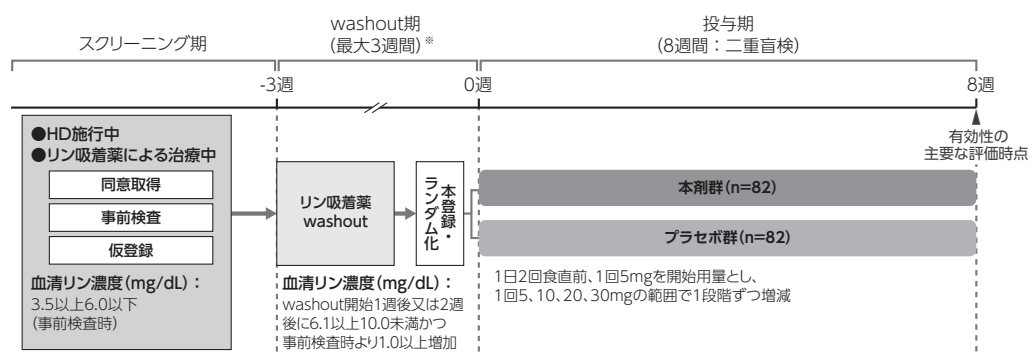 スクリーニング期
washout期
(最大3週間)※
投与期
(8週間：二重盲検)
-3週
0週
8週
有効性の
主要な評価時点
●HD施行中
●リン吸着薬による治療中
同意取得
事前検査
仮登録
血清リン濃度(mg/dL)：
3.5以上6.0以下
(事前検査時)
リン吸着薬
washout
血清リン濃度(mg/dL)：
washout開始1週後又は2週
後に6.1以上10.0未満かつ
事前検査時より1.0以上増加
本登録・
ランダム化
本剤群(n=82)
プラセボ群(n=82)
1日2回食直前、1回5mgを開始用量とし、
1回5、10、20、30mgの範囲で1段階ずつ増減